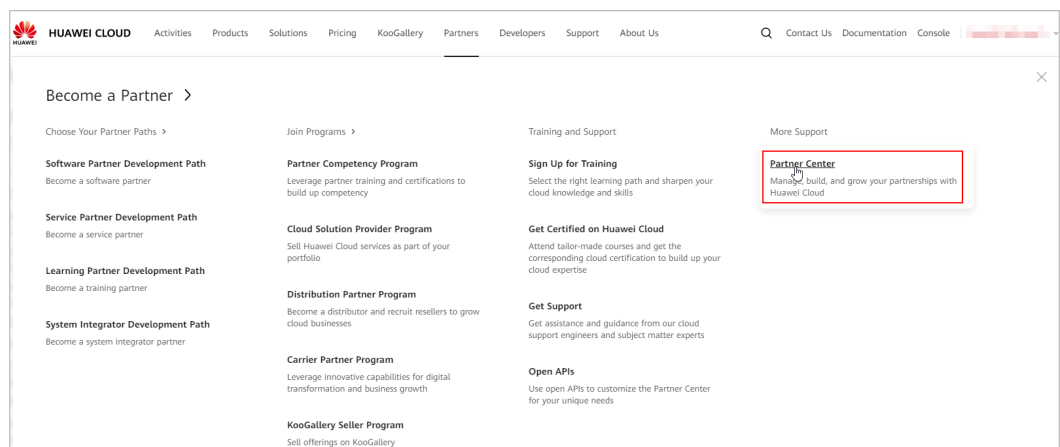 HUAWEI
HUAWEI CLOUD Activities Products Solutions Pricing KooGallery Partners Developers Support About Us Contact Us Documentation Console
Become a Partner >
Choose Your Partner Paths >
Software Partner Development Path
Become a software partner
Service Partner Development Path
Become a service partner
Learning Partner Development Path
Become a training partner
System Integrator Development Path
Become a system integrator partner
Join Programs >
Partner Competency Program
Leverage partner training and certifications to
build up competency
Cloud Solution Provider Program
Sell Huawei Cloud services as part of your
portfolio
Distribution Partner Program
Become a distributor and recruit resellers to grow
cloud businesses
Carrier Partner Program
Leverage innovative capabilities for digital
transformation and business growth
KooGallery Seller Program
Sell offerings on KooGallery
Training and Support
Sign Up for Training
Select the right learning path and sharpen your
cloud knowledge and skills
Get Certified on Huawei Cloud
Attend tailor-made courses and get the
corresponding cloud certification to build up your
cloud expertise
Get Support
Get assistance and guidance from our cloud
support engineers and subject matter experts
Open APIs
Use open APIs to customize the Partner Center
for your unique needs
More Support
Partner Center
Manage, build, and grow your partnerships with
Huawei Cloud